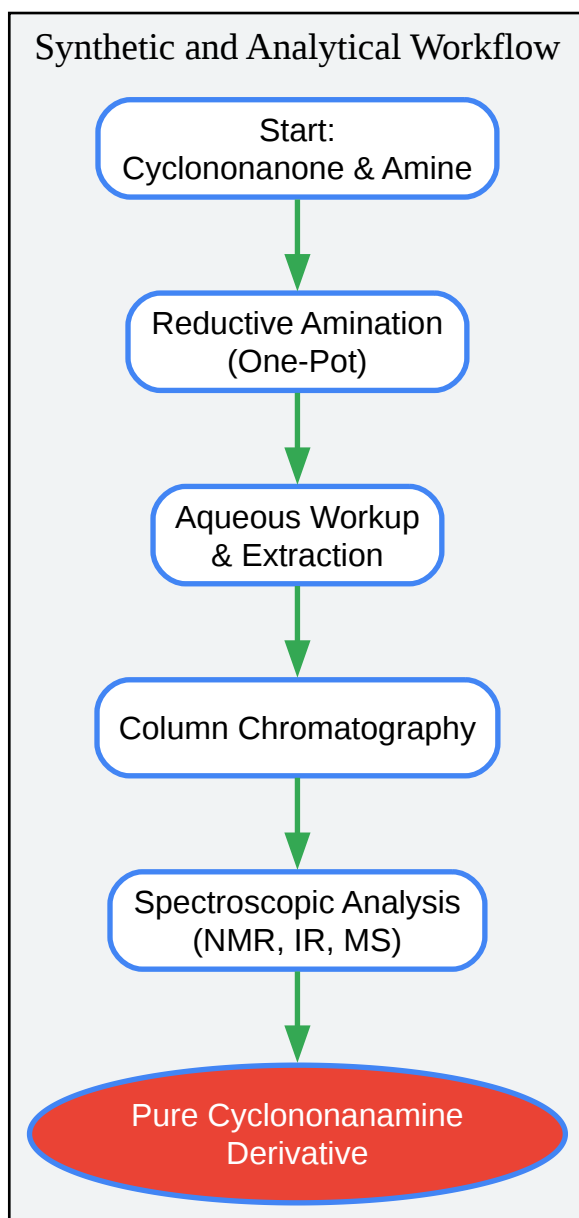 Synthetic and Analytical Workflow
Start:
Cyclononanone & Amine
Reductive Amination
(One-Pot)
Aqueous Workup
& Extraction
Column Chromatography
Spectroscopic Analysis
(NMR, IR, MS)
Pure Cyclononanamine
Derivative